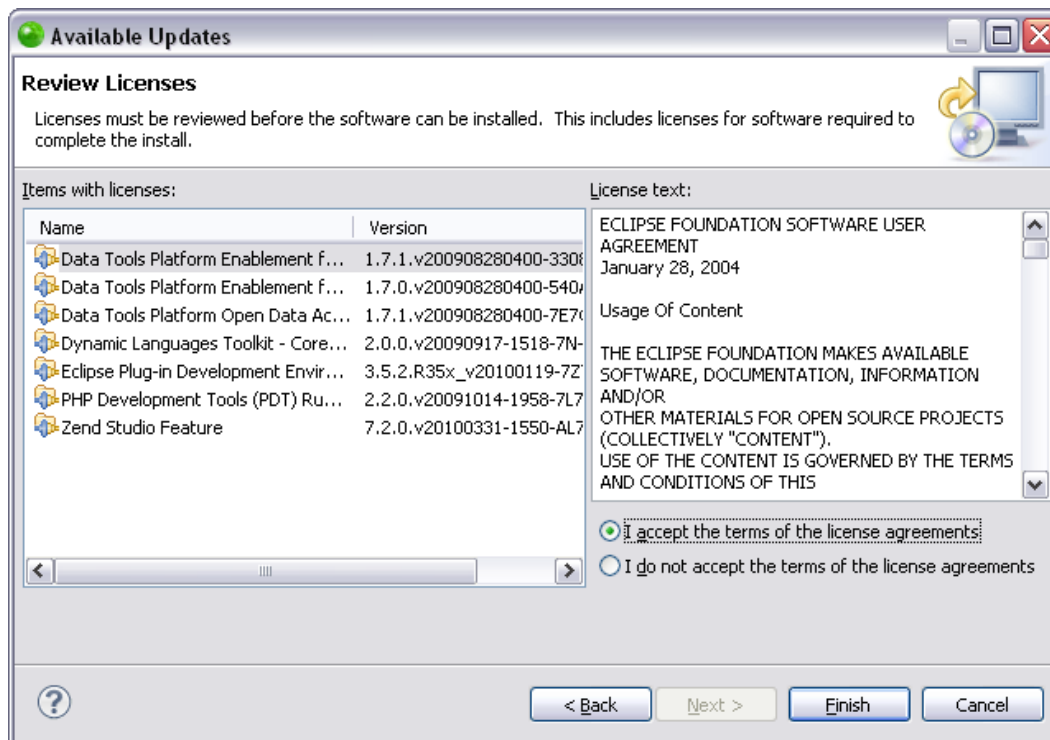 Available Updates
Review Licenses
Licenses must be reviewed before the software can be installed.  This includes licenses for software required to
complete the install.
Items with licenses:
License text:
Name Version
Data Tools Platform Enablement f... 1.7.1.v200908280400-3308
Data Tools Platform Enablement f... 1.7.0.v200908280400-540
Data Tools Platform Open Data Ac... 1.7.1.v200908280400-7E7
Dynamic Languages Toolkit - Core... 2.0.0.v20090917-1518-7N-
Eclipse Plug-in Development Envir... 3.5.2.R35x_v20100119-7Z
PHP Development Tools (PDT) Ru... 2.2.0.v20091014-1958-7L7
Zend Studio Feature 7.2.0.v20100331-1550-AL7
ECLIPSE FOUNDATION SOFTWARE USER
AGREEMENT
January 28, 2004
Usage Of Content
THE ECLIPSE FOUNDATION MAKES AVAILABLE
SOFTWARE, DOCUMENTATION, INFORMATION
AND/OR
OTHER MATERIALS FOR OPEN SOURCE PROJECTS
(COLLECTIVELY "CONTENT").
USE OF THE CONTENT IS GOVERNED BY THE TERMS
AND CONDITIONS OF THIS
I accept the terms of the license agreements
I do not accept the terms of the license agreements
?
< Back
Next >
Finish
Cancel